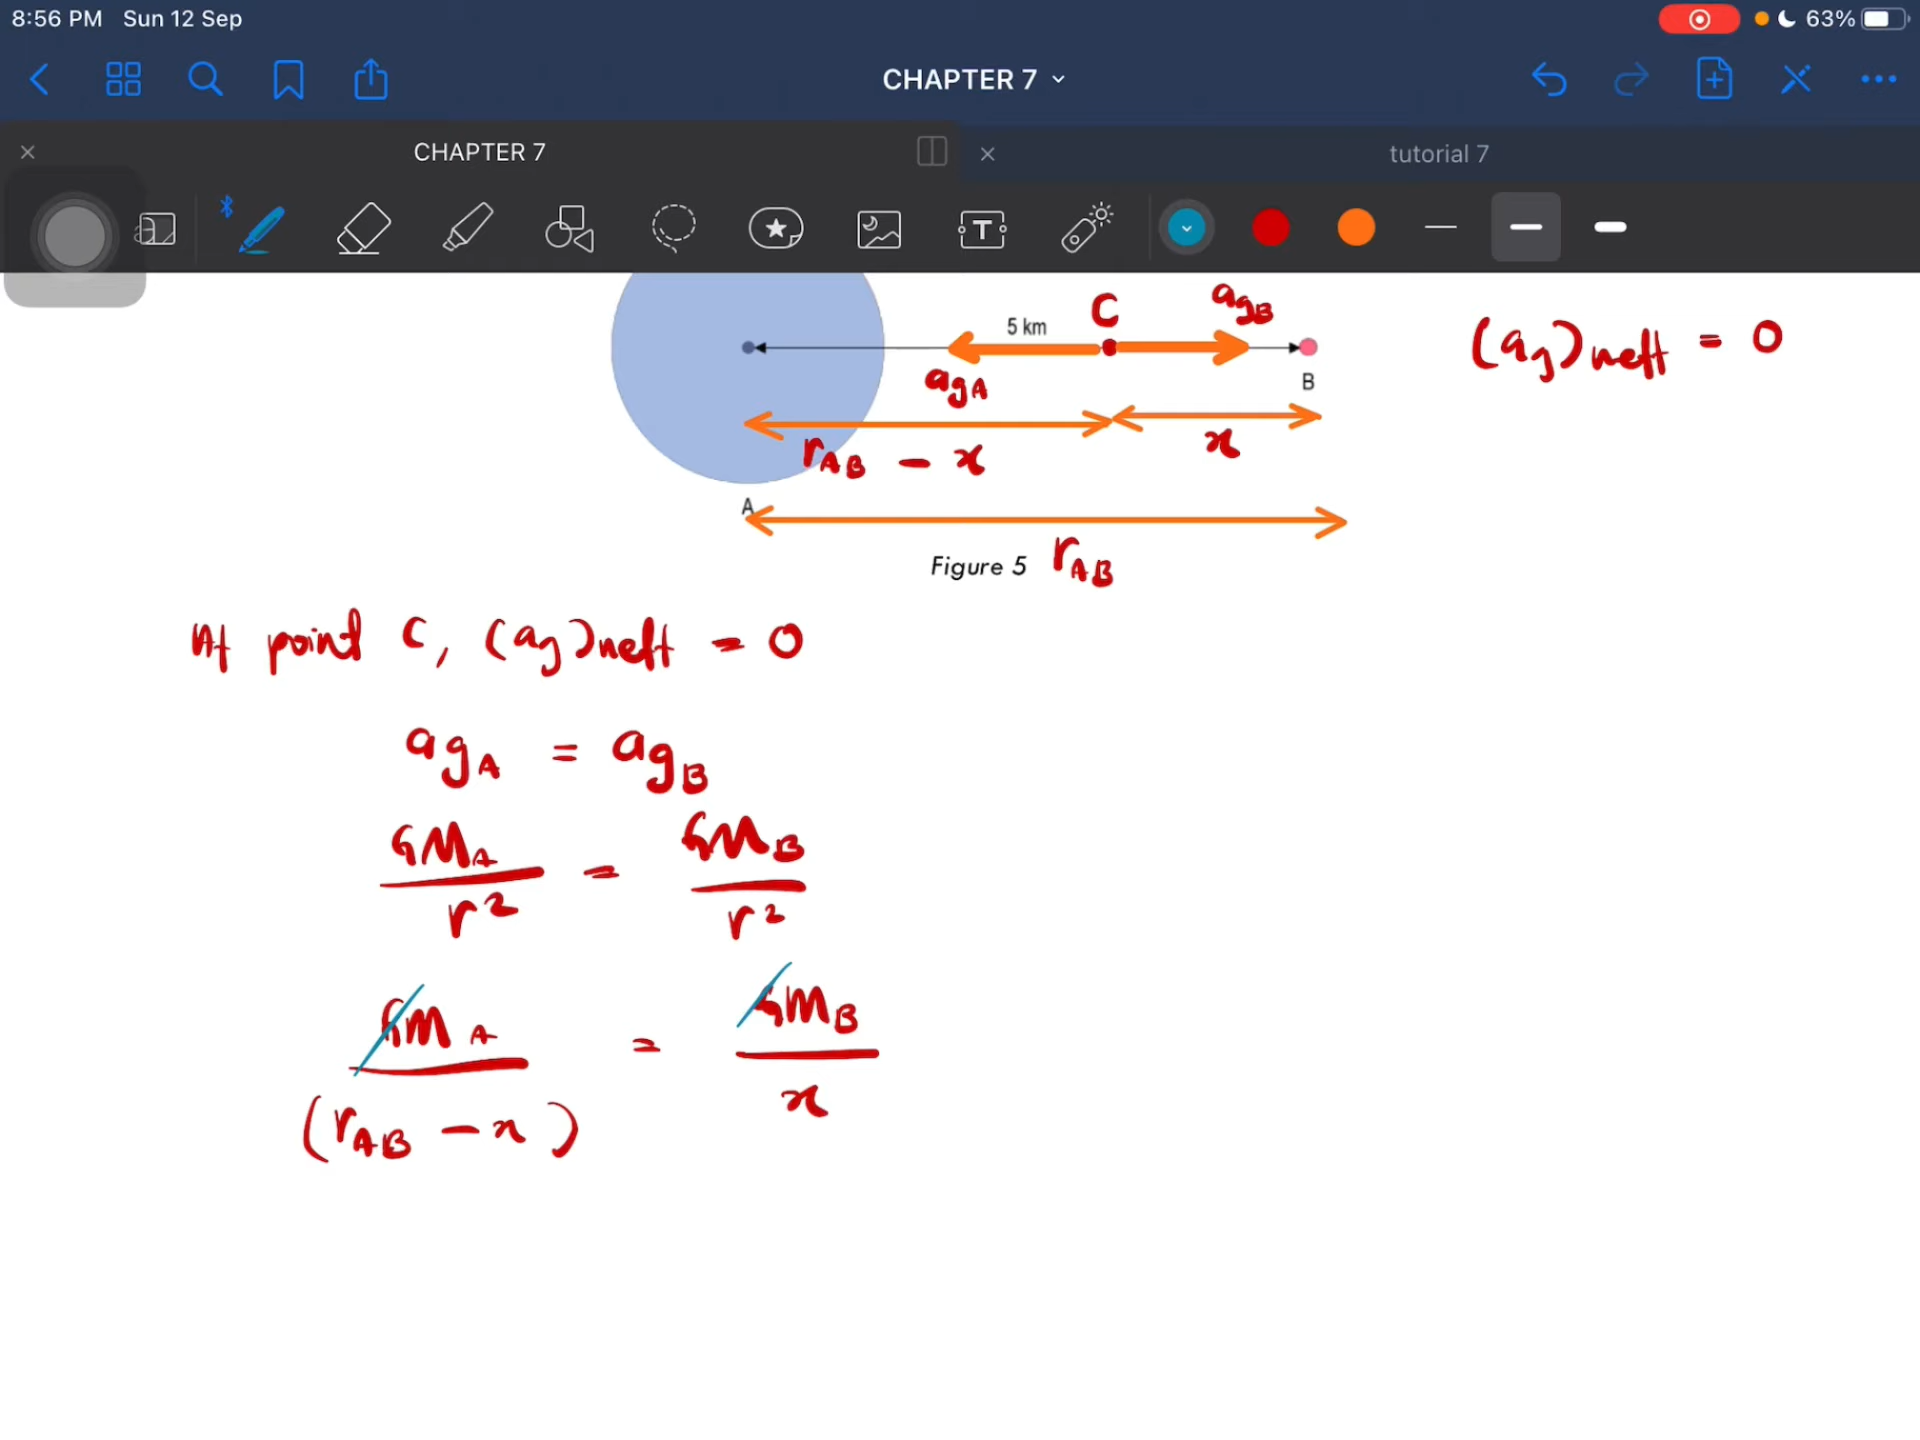 8:56 PM Sun 12 Sep 63%
CHAPTER 7
CHAPTER 7 tutorial 7
5 km C agB (ag)nett = 0
agA B
rAB - x x
A
Figure 5 rAB
At point C, (ag)nett = 0
agA = agB
GMA / r² = GMB / r²
GMA / (rAB - x) = GMB / x